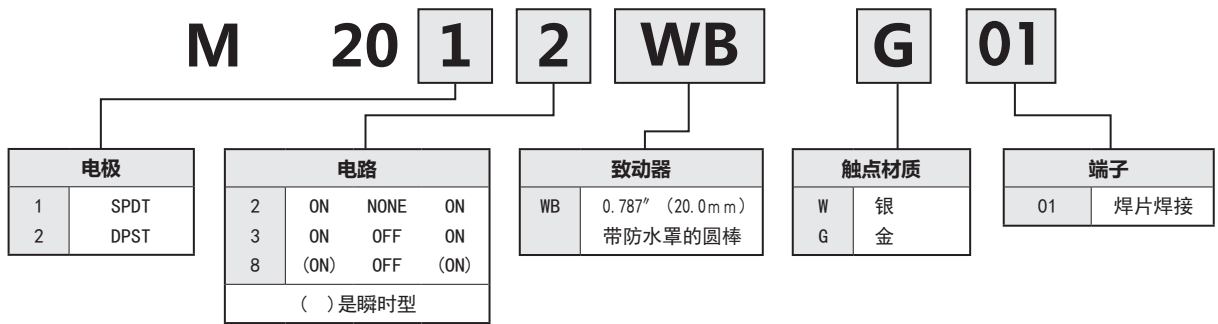 M 20 1 2 WB G 01
电极
1 SPDT
2 DPST
电路
2 ON NONE ON
3 ON OFF ON
8 (ON) OFF (ON)
( )是瞬时型
致动器
WB 0.787″ (20.0mm)
带防水罩的圆棒
触点材质
W 银
G 金
端子
01 焊片焊接